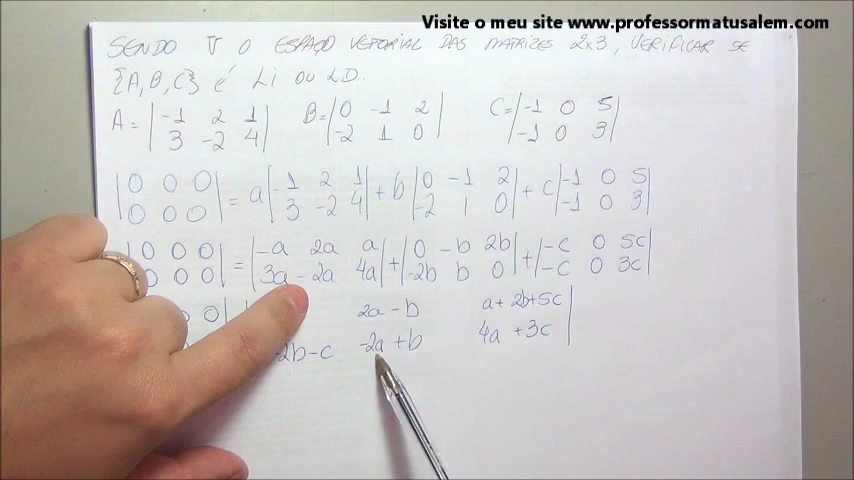 Visite o meu site www.professormatusalem.com
SENDO V O ESPAÇO VETORIAL DAS MATRIZES 2x3, VERIFICAR SE
{A, B, C} é Li OU LD.
A = |-1 2 1| B = |0 -1 2| C = |-1 0 5|
|3 -2 4| |-2 1 0| |-1 0 3|
|0 0 0| = a |-1 2 1| + b |0 -1 2| + c |-1 0 5|
|0 0 0| |3 -2 4| |-2 1 0| |-1 0 3|
|0 0 0| = |-a 2a a| + |0 -b 2b| + |-c 0 5c|
0 0 0| |3a -2a 4a| |-2b b 0| |-c 0 3c|
0 0| 2a - b a + 2b + 5c|
-2b - c -2a + b 4a + 3c|